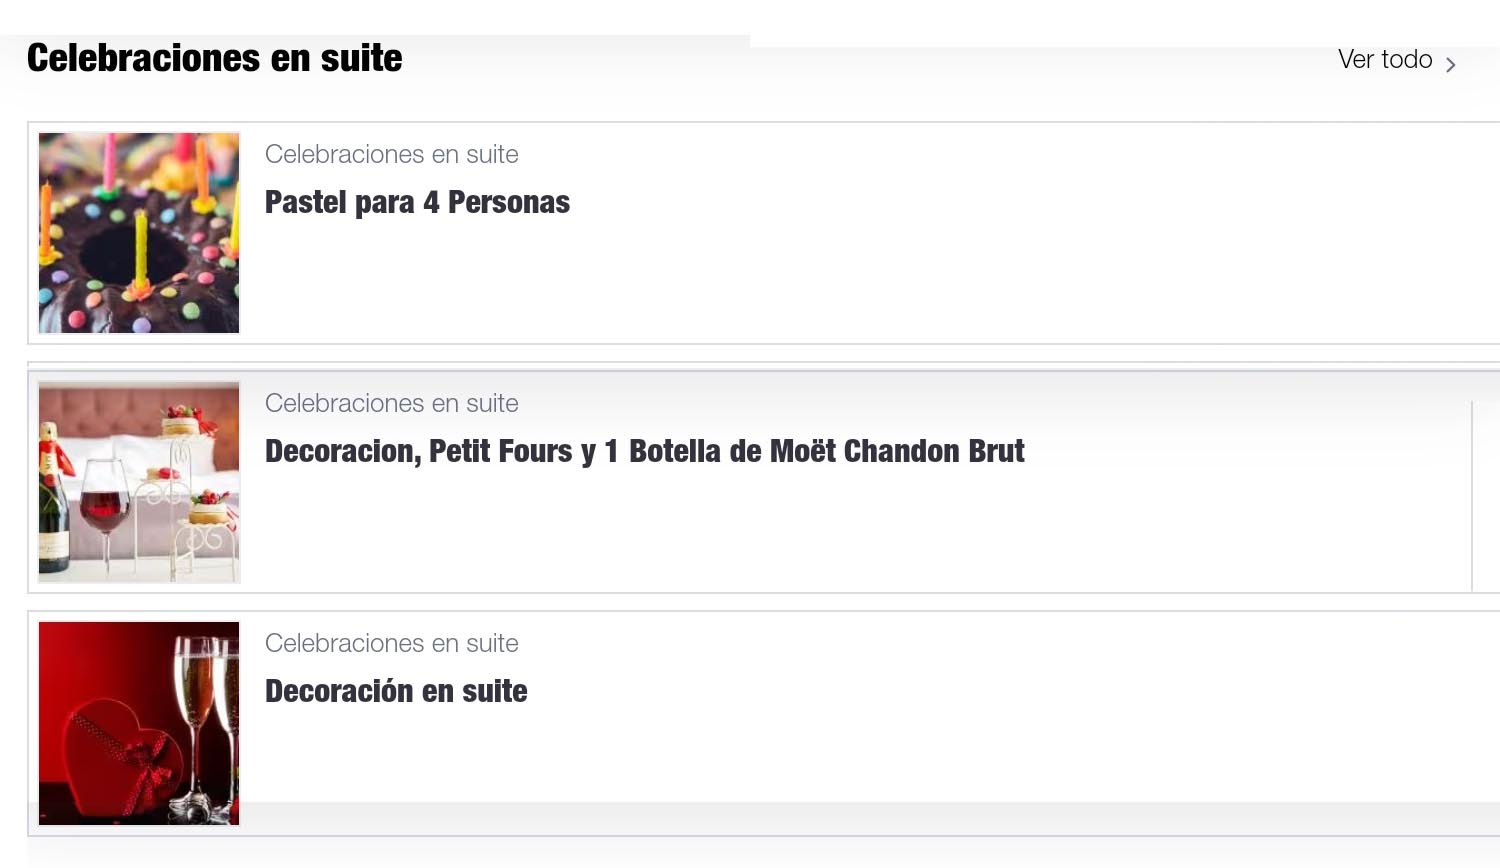 Celebraciones en suite
Ver todo
Celebraciones en suite
Pastel para 4 Personas
Celebraciones en suite
Decoracion, Petit Fours y 1 Botella de Moët Chandon Brut
Celebraciones en suite
Decoración en suite